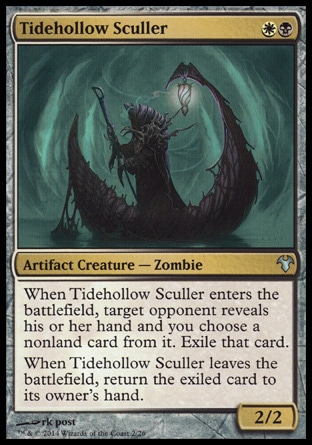 Tidehollow Sculler
Artifact Creature — Zombie
When Tidehollow Sculler enters the
battlefield, target opponent reveals
his or her hand and you choose a
nonland card from it. Exile that card.
When Tidehollow Sculler leaves the
battlefield, return the exiled card to
its owner's hand.
rk post
2/2
™ & © 2014 Wizards of the Coast 2/26